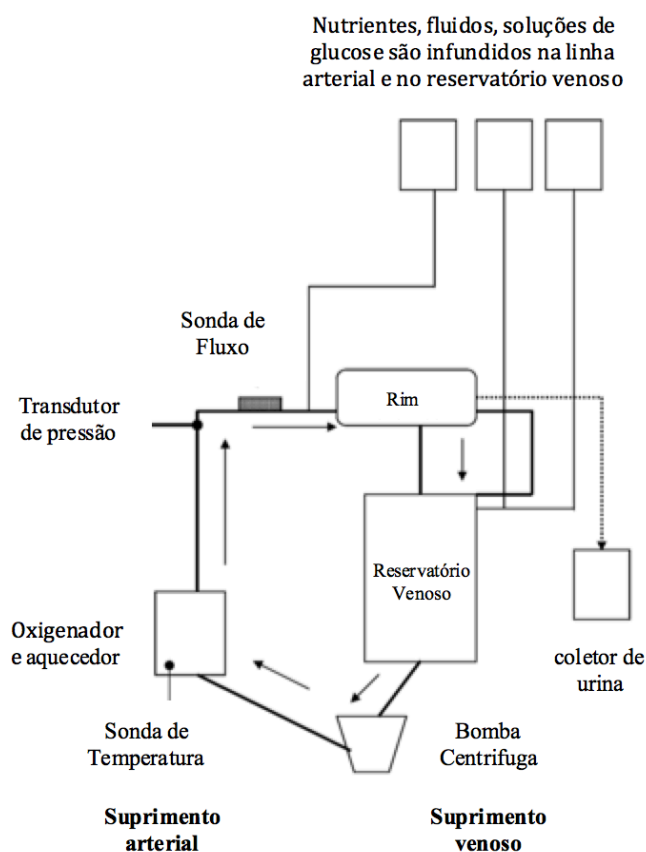 Nutrientes, fluidos, soluções de
glucose são infundidos na linha
arterial e no reservatório venoso
Sonda de
Fluxo
Rim
Transdutor
de pressão
Reservatório
Venoso
Oxigenador
e aquecedor
coletor de
urina
Sonda de
Temperatura
Bomba
Centrifuga
Suprimento
arterial
Suprimento
venoso